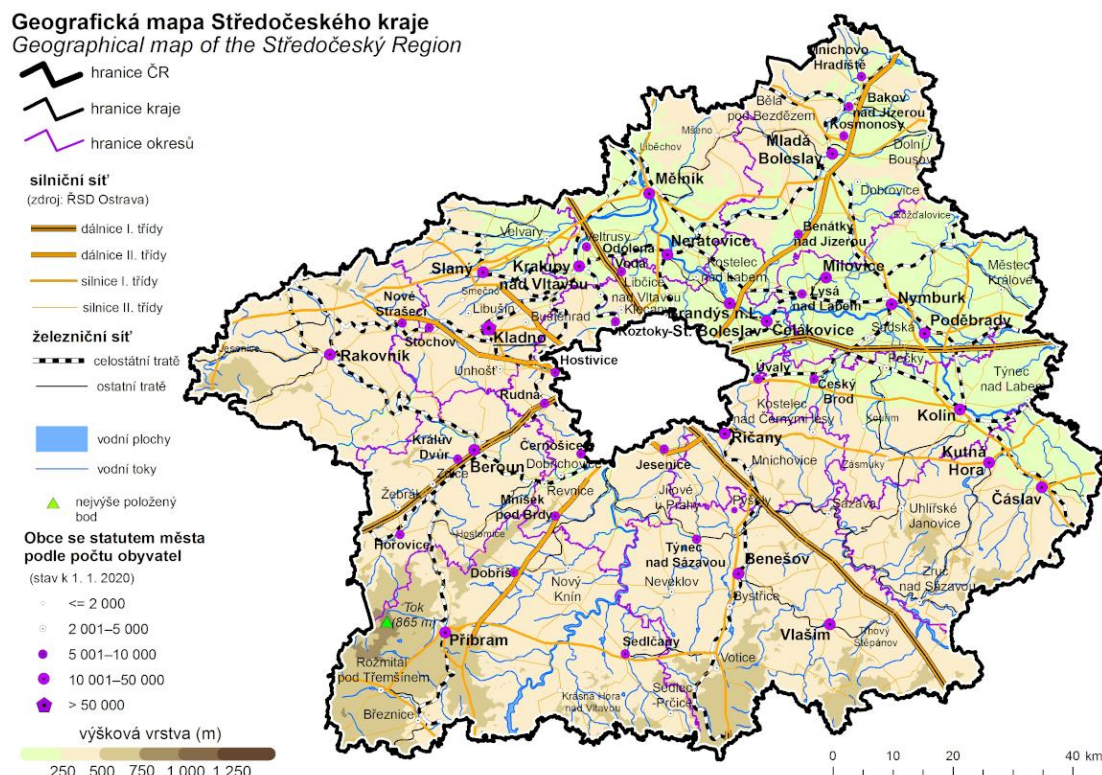 Geografická mapa Středočeského kraje
Geographical map of the Středočeský Region
hranice ČR
hranice kraje
hranice okresů
silniční síť
(zdroj: ŘSD Ostrava)
dálnice I. třídy
dálnice II. třídy
silnice I. třídy
silnice II. třídy
železniční síť
celostátní tratě
ostatní tratě
vodní plochy
vodní toky
nejvýše položený
bod
Obce se statutem města
podle počtu obyvatel
(stav k 1. 1. 2020)
<= 2 000
2 001–5 000
5 001–10 000
10 001–50 000
> 50 000
výšková vrstva (m)
250 500 750 1 000 1 250
Hradiště
Bělá
pod Bezdězem
Bakov
nad Jizerou
Kosmonosy
Mšeno
Liběchov
Mladá
Boleslav
Dolní
Bousov
Mělník
Dobrovice
Rožďalovice
Benátky
nad Jizerou
Velvary
Veltrusy
Odolena
Voda
Neratovice
Kostelec
nad Labem
Milovice
Městec
Králové
Slaný
Kralupy
nad Vltavou
Libčice
nad Vltavou
Klecany
Lysá
nad Labem
Nymburk
Smečno
Libušín
Buštěhrad
Brandýs n.L.-
St. Boleslav
Čelákovice
Sadská
Poděbrady
Nové
Strašecí
Stochov
Kladno
Roztoky
Pečky
Jesenice
Rakovník
Hostivice
Unhošť
Úvaly
Český
Brod
Týnec
nad Labem
Rudná
Kostelec
nad Černými lesy
Kouřim
Kolín
Králův
Dvůr
Beroun
Černošice
Říčany
Jesenice
Mnichovice
Zásmuky
Kutná
Hora
Zdice
Dobřichovice
Řevnice
Čáslav
Žebrák
Mníšek
pod Brdy
Jílové
u Prahy
Pyšely
Sázava
Uhlířské
Janovice
Hořovice
Hostomice
Týnec
nad Sázavou
Dobříš
Nový
Knín
Neveklov
Benešov
Bystřice
Zruč
nad Sázavou
Tok
(865 m)
Příbram
Vlašim
Trhový
Štěpánov
Sedlčany
Votice
Rožmitál
pod Třemšínem
Krásná Hora
nad Vltavou
Sedlec
-Prčice
Březnice
0 10 20 40 km